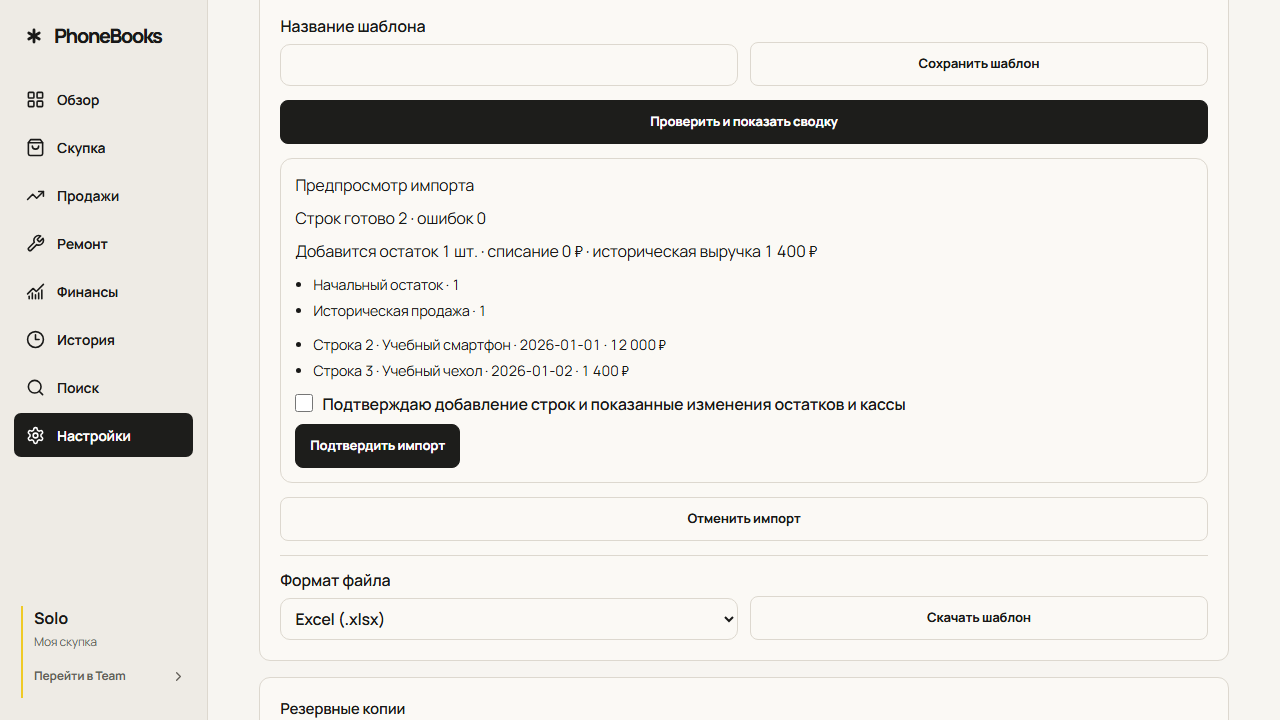 PhoneBooks
Обзор
Скупка
Продажи
Ремонт
Финансы
История
Поиск
Настройки
Solo
Моя скупка
Перейти в Team
Название шаблона
Сохранить шаблон
Проверить и показать сводку
Предпросмотр импорта
Строк готово 2 · ошибок 0
Добавится остаток 1 шт. · списание 0 ₽ · историческая выручка 1 400 ₽
Начальный остаток · 1
Историческая продажа · 1
Строка 2 · Учебный смартфон · 2026-01-01 · 12 000 ₽
Строка 3 · Учебный чехол · 2026-01-02 · 1 400 ₽
Подтверждаю добавление строк и показанные изменения остатков и кассы
Подтвердить импорт
Отменить импорт
Формат файла
Excel (.xlsx)
Скачать шаблон
Резервные копии